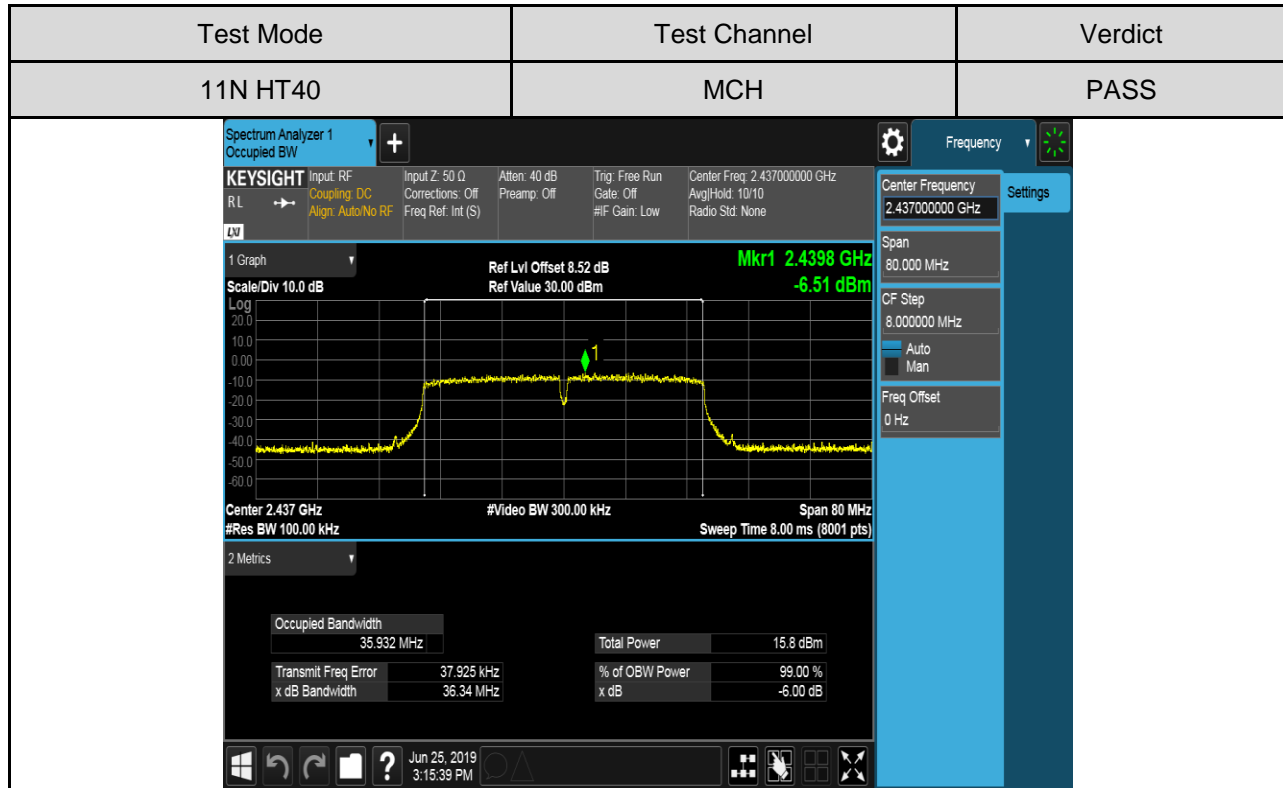 Test Mode Test Channel Verdict
11N HT40 MCH PASS
Spectrum Analyzer 1
Occupied BW
+
Frequency
KEYSIGHT Input: RF Input Z: 50 Ω Atten: 40 dB Trig: Free Run Center Freq: 2.437000000 GHz
RL Coupling: DC Corrections: Off Preamp: Off Gate: Off Avg|Hold: 10/10
Align: Auto/No RF Freq Ref: Int (S) #IF Gain: Low Radio Std: None
LXI
Center Frequency
2.437000000 GHz
Settings
Span
80.000 MHz
CF Step
8.000000 MHz
Auto
Man
Freq Offset
0 Hz
1 Graph
Ref Lvl Offset 8.52 dB
Mkr1 2.4398 GHz
Scale/Div 10.0 dB
Ref Value 30.00 dBm
-6.51 dBm
Log
20.0
10.0
0.00
-10.0
-20.0
-30.0
-40.0
-50.0
-60.0
1
Center 2.437 GHz #Video BW 300.00 kHz Span 80 MHz
#Res BW 100.00 kHz Sweep Time 8.00 ms (8001 pts)
2 Metrics
Occupied Bandwidth
35.932 MHz Total Power 15.8 dBm
Transmit Freq Error 37.925 kHz % of OBW Power 99.00 %
x dB Bandwidth 36.34 MHz x dB -6.00 dB
?
Jun 25, 2019
3:15:39 PM